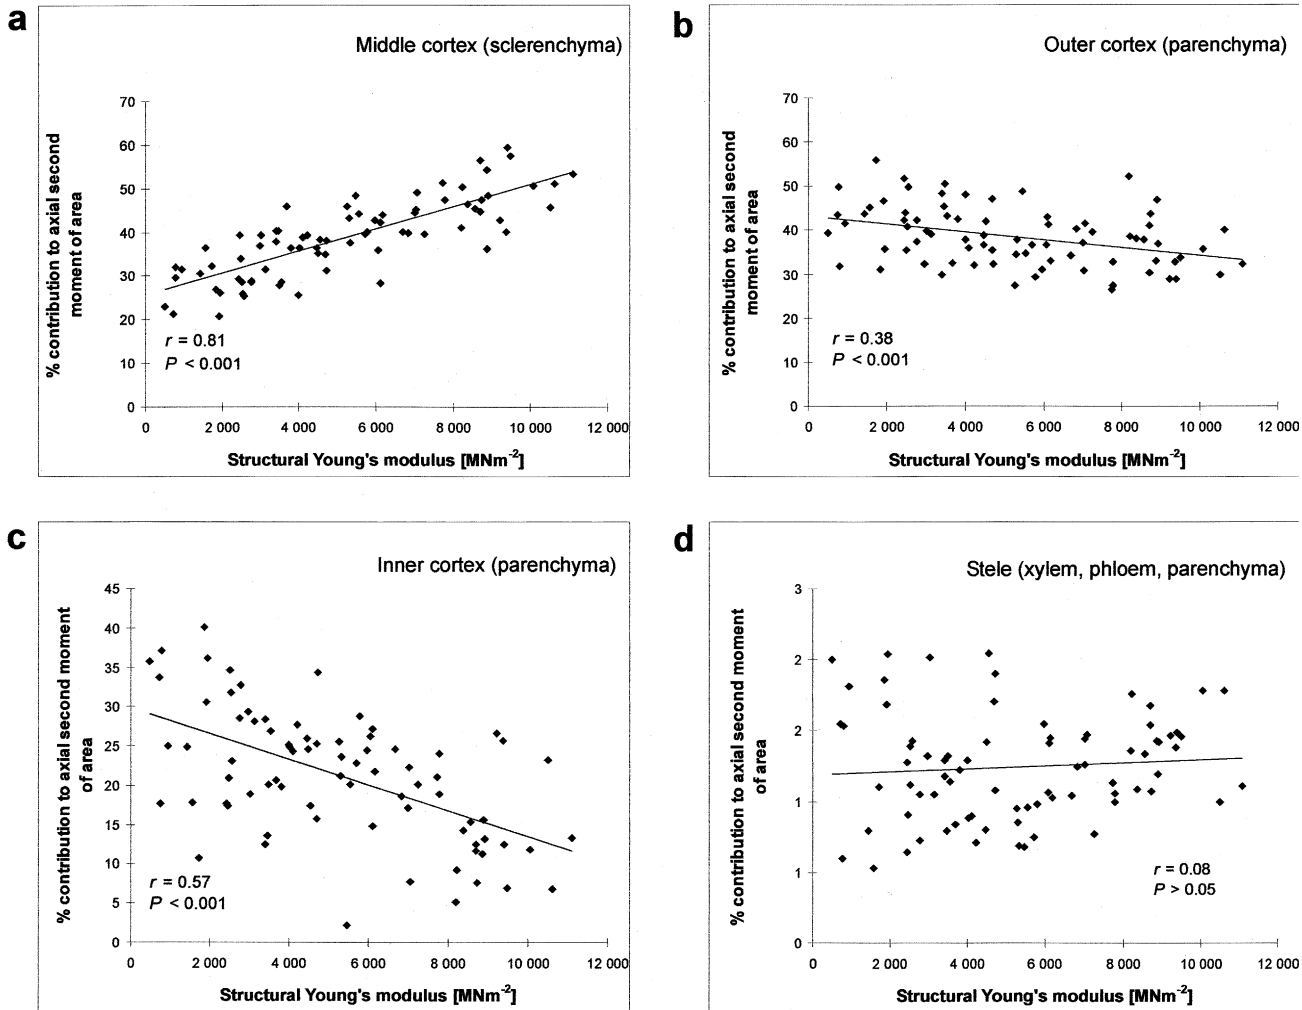 a
Middle cortex (sclerenchyma)
% contribution to axial second
moment of area
70
60
50
40
30
20
10
0
r = 0.81
P < 0.001
0 2 000 4 000 6 000 8 000 10 000 12 000
Structural Young's modulus [MNm-2]
b
Outer cortex (parenchyma)
% contribution to axial second
moment of area
70
60
50
40
30
20
10
0
r = 0.38
P < 0.001
0 2 000 4 000 6 000 8 000 10 000 12 000
Structural Young's modulus [MNm-2]
c
Inner cortex (parenchyma)
% contribution to axial second moment
of area
45
40
35
30
25
20
15
10
5
0
r = 0.57
P < 0.001
0 2 000 4 000 6 000 8 000 10 000 12 000
Structural Young's modulus [MNm-2]
d
Stele (xylem, phloem, parenchyma)
% contribution to axial second moment
of area
3
2
2
1
1
0
r = 0.08
P > 0.05
0 2 000 4 000 6 000 8 000 10 000 12 000
Structural Young's modulus [MNm-2]